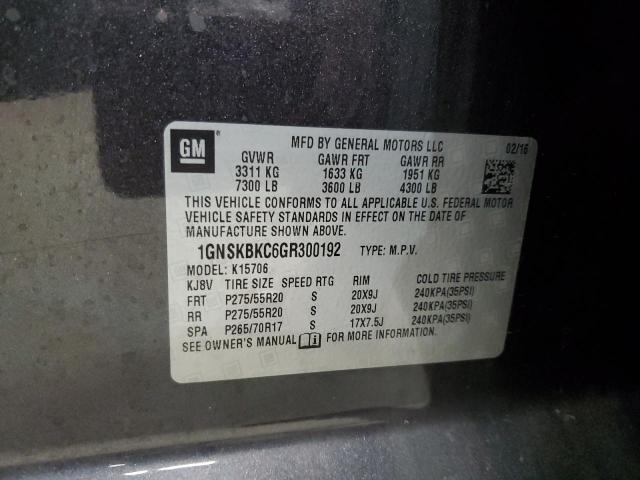 GM ®
MFD BY GENERAL MOTORS LLC 02/16
GVWR GAWR FRT GAWR RR
3311 KG 1633 KG 1951 KG
7300 LB 3600 LB 4300 LB
THIS VEHICLE CONFORMS TO ALL APPLICABLE U.S. FEDERAL MOTOR
VEHICLE SAFETY STANDARDS IN EFFECT ON THE DATE OF
MANUFACTURE SHOWN ABOVE.
1GNSKBKC6GR300192 TYPE: M.P.V.
MODEL: K15706
KJ8V TIRE SIZE SPEED RTG RIM COLD TIRE PRESSURE
FRT P275/55R20 S 20X9J 240KPA(35PSI)
RR P275/55R20 S 20X9J 240KPA(35PSI)
SPA P265/70R17 S 17X7.5J 240KPA(35PSI)
SEE OWNER'S MANUAL FOR MORE INFORMATION.